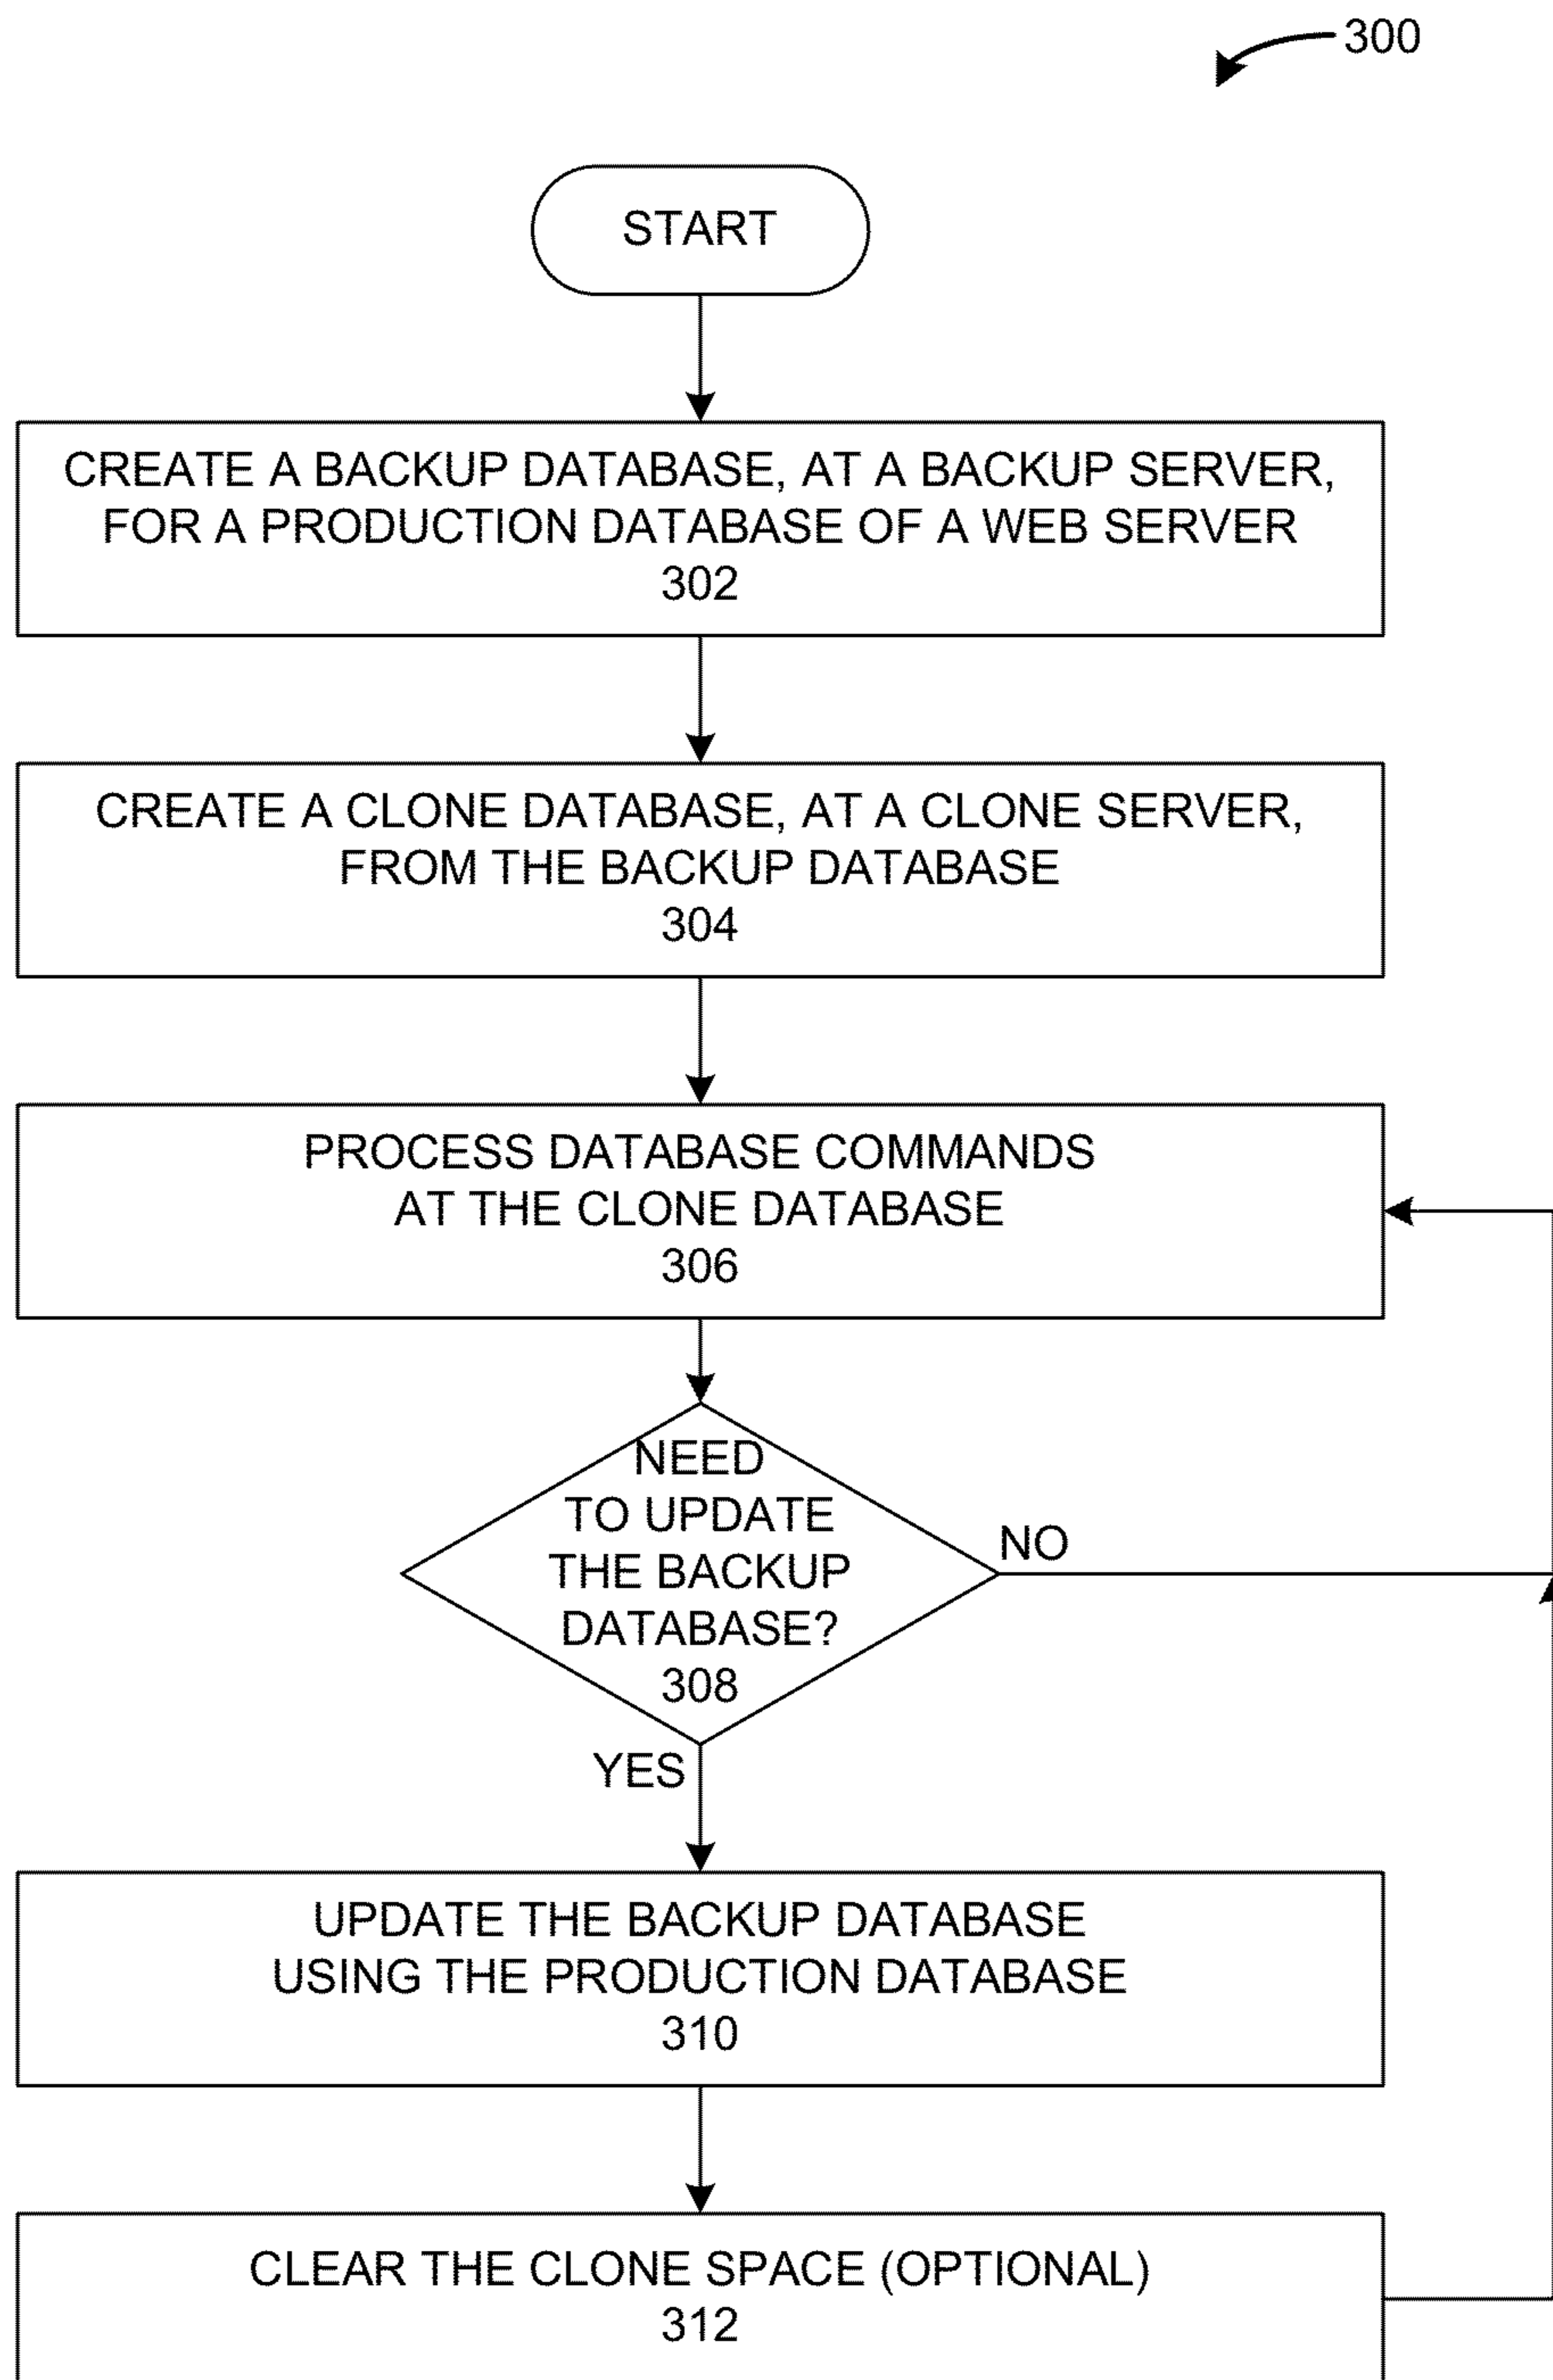 300
START
CREATE A BACKUP DATABASE, AT A BACKUP SERVER,
FOR A PRODUCTION DATABASE OF A WEB SERVER
302
CREATE A CLONE DATABASE, AT A CLONE SERVER,
FROM THE BACKUP DATABASE
304
PROCESS DATABASE COMMANDS
AT THE CLONE DATABASE
306
NEED
TO UPDATE
THE BACKUP
DATABASE?
308
NO
YES
UPDATE THE BACKUP DATABASE
USING THE PRODUCTION DATABASE
310
CLEAR THE CLONE SPACE (OPTIONAL)
312